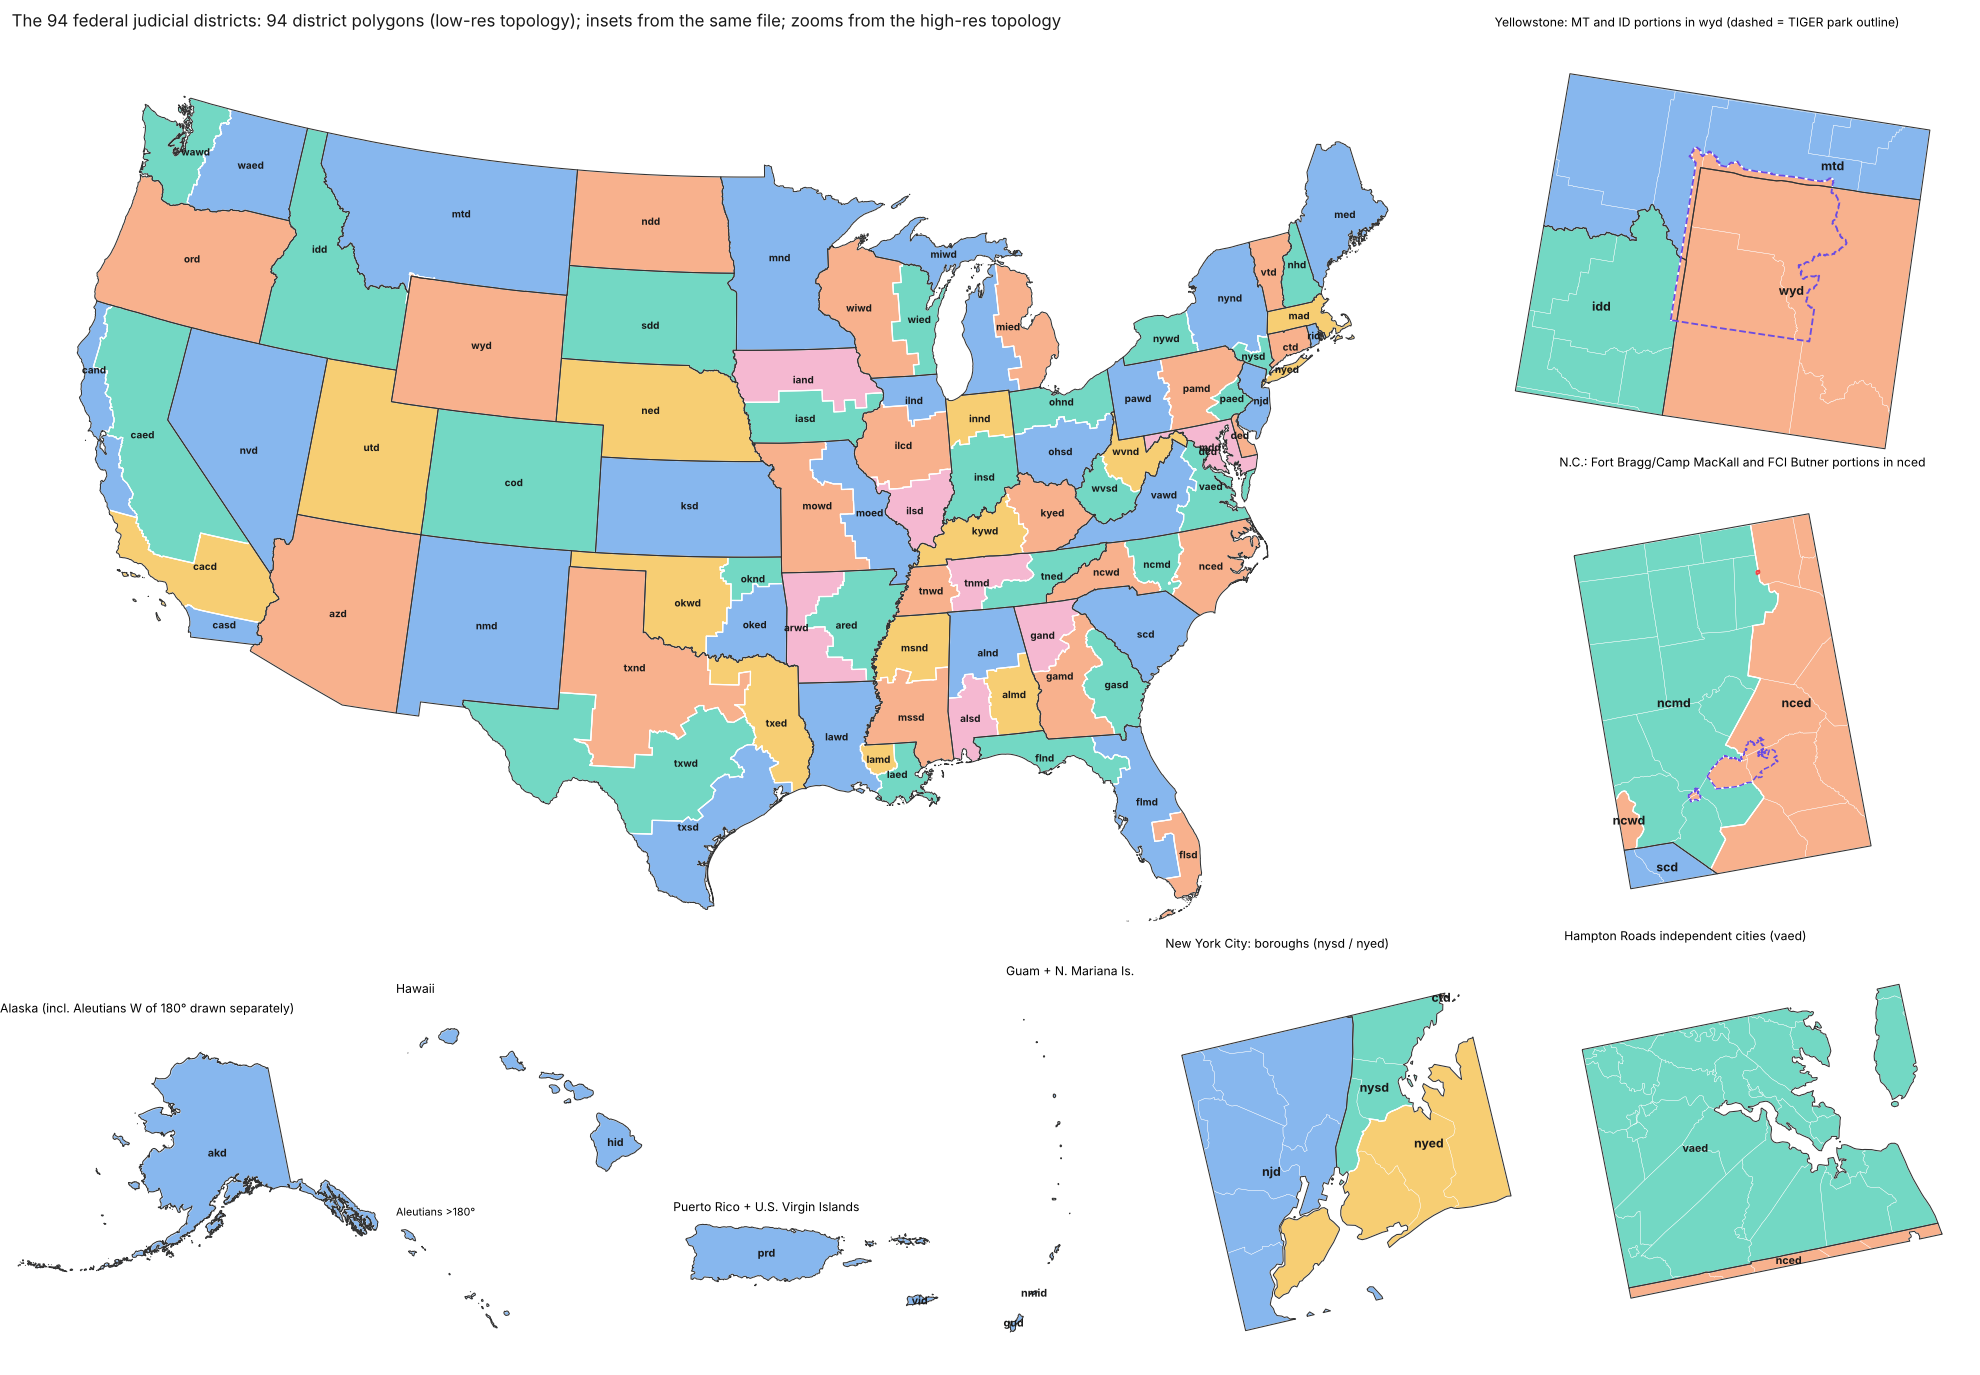 The 94 federal judicial districts: 94 district polygons (low-res topology); insets from the same file; zooms from the high-res topology
Yellowstone: MT and ID portions in wyd (dashed = TIGER park outline)
wawd
waed
ord
idd
mtd
ndd
mnd
sdd
wyd
wiwd
wied
miwd
mied
med
vtd
nhd
nynd
nywd
nysd
mad
rid
ctd
nyed
cand
caed
nvd
utd
cod
ned
iand
iasd
ilnd
ilcd
ilsd
innd
insd
ohnd
ohsd
pawd
pamd
paed
njd
ded
mdd
dcd
wvnd
wvsd
vawd
vaed
ksd
mowd
moed
kywd
kyed
cacd
casd
azd
nmd
okwd
oknd
oked
arwd
ared
tnwd
tnmd
tned
ncwd
ncmd
nced
scd
txnd
txed
txwd
txsd
lawd
lamd
laed
msnd
mssd
alnd
almd
alsd
gand
gamd
gasd
flnd
flmd
flsd
mtd
idd
wyd
N.C.: Fort Bragg/Camp MacKall and FCI Butner portions in nced
ncmd
nced
ncwd
scd
Alaska (incl. Aleutians W of 180° drawn separately)
akd
Aleutians >180°
Hawaii
hid
Puerto Rico + U.S. Virgin Islands
prd
vid
Guam + N. Mariana Is.
nmid
gud
New York City: boroughs (nysd / nyed)
ctd
nysd
nyed
njd
Hampton Roads independent cities (vaed)
vaed
nced